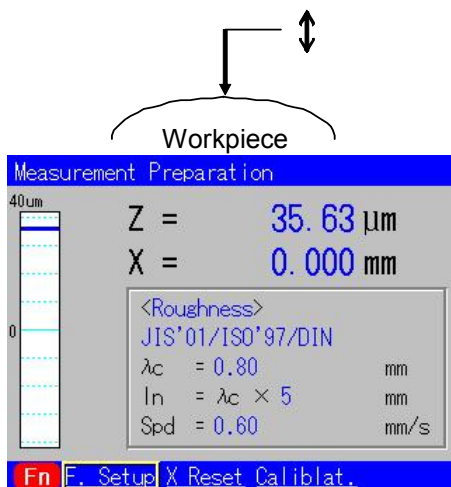 Workpiece
Measurement Preparation
40um
Z = 35.63 μm
X = 0.000 mm
0
<Roughness>
JIS'01/ISO'97/DIN
λc = 0.80 mm
ln = λc × 5 mm
Spd = 0.60 mm/s
Fn F. Setup X Reset Caliblat.